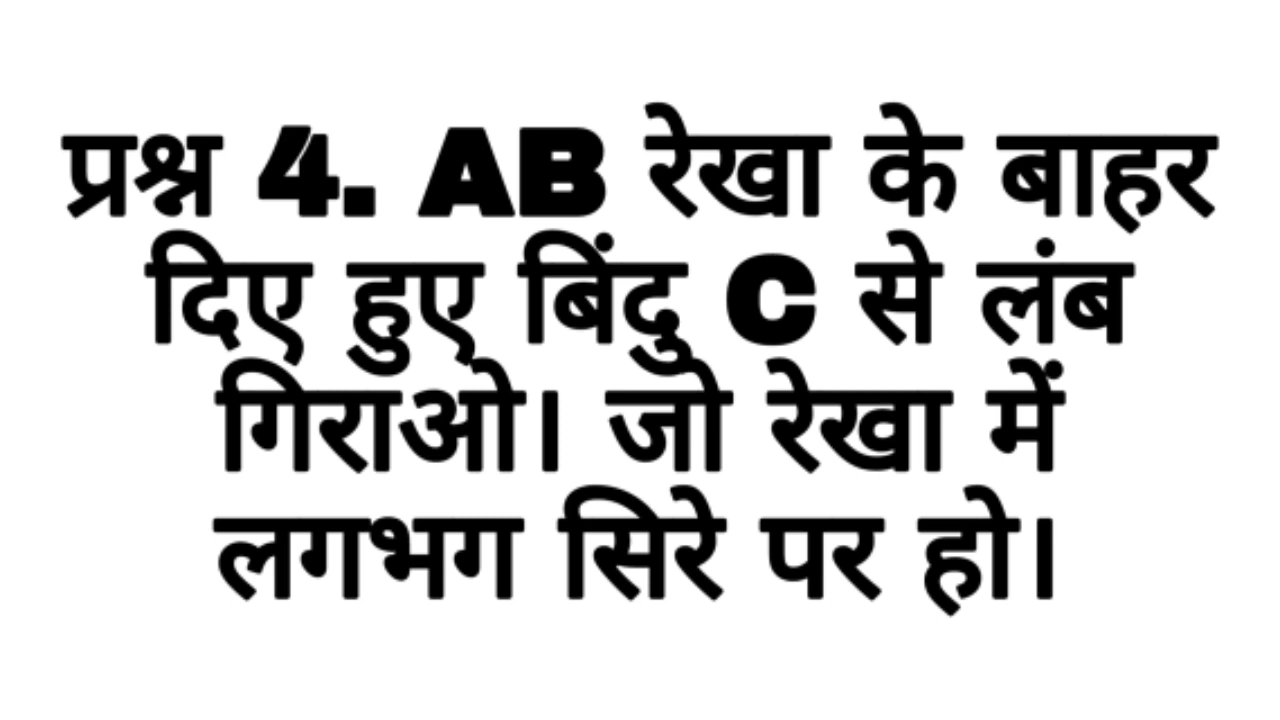 प्रश्न 4. AB रेखा के बाहर
दिए हुए बिंदु C से लंब
गिराओ। जो रेखा में
लगभग सिरे पर हो।